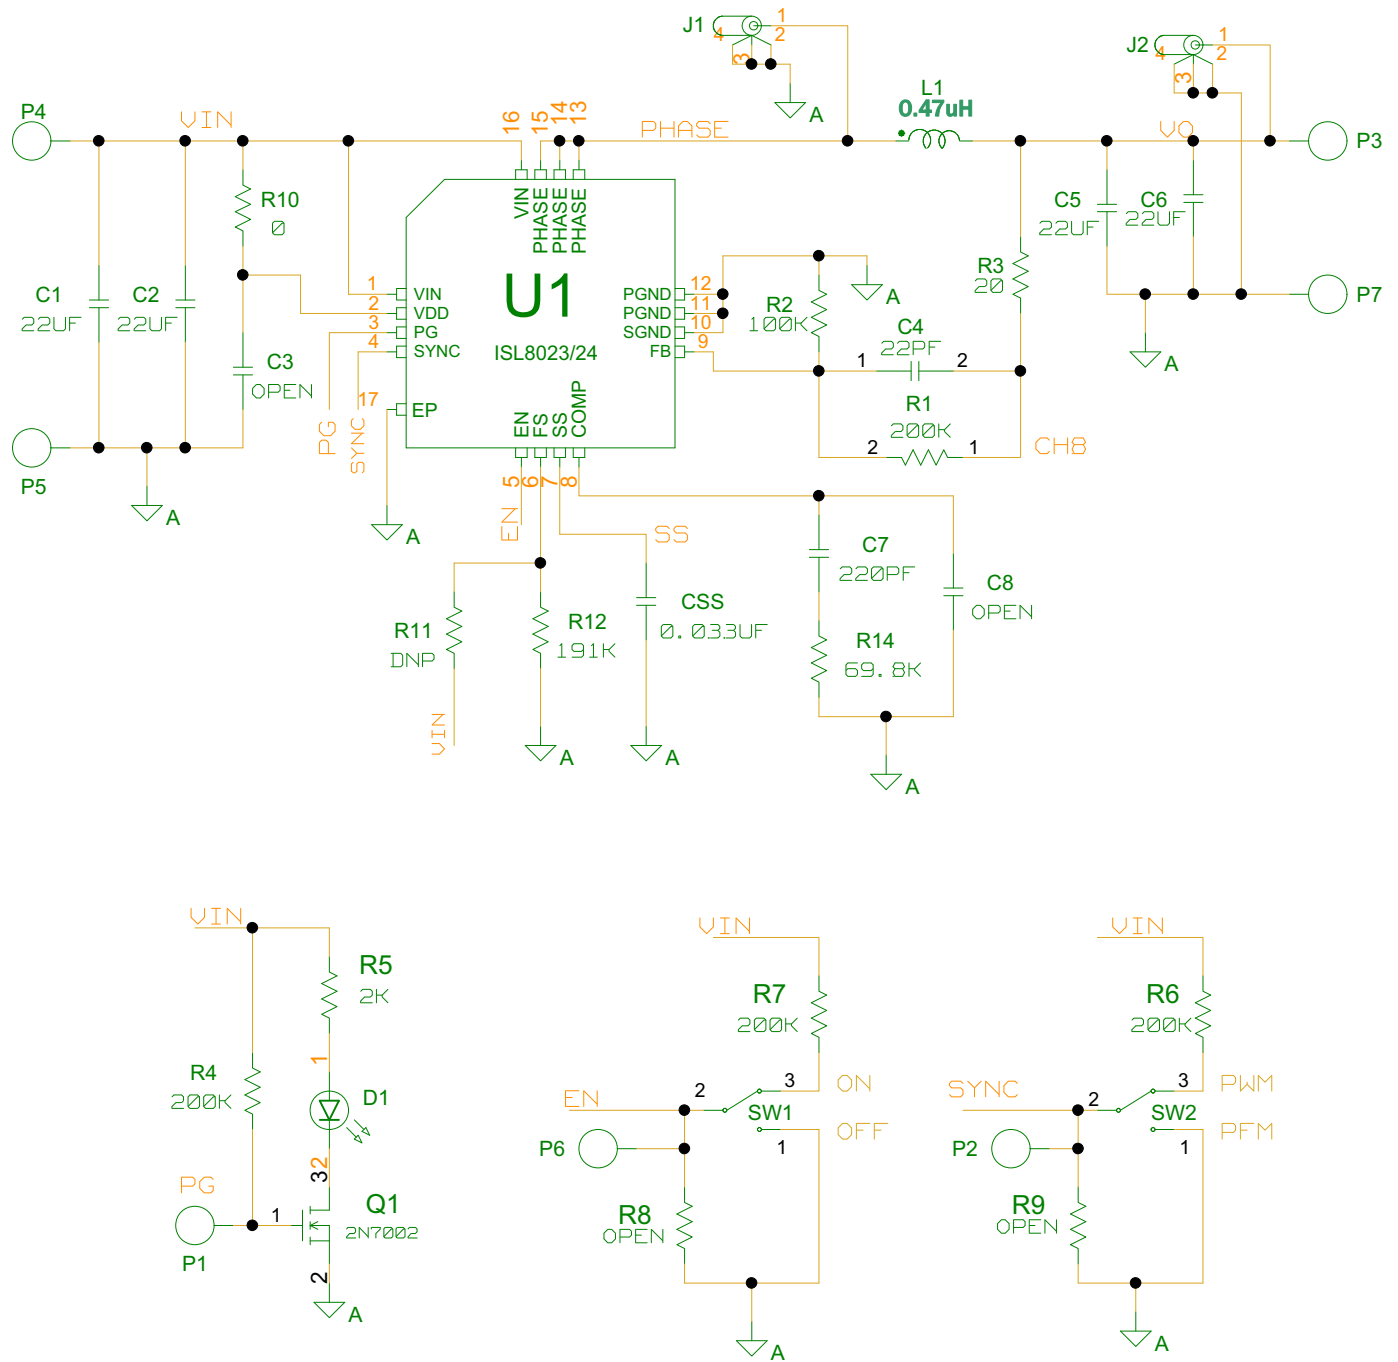 J1
1
2
3
4
J2
1
2
3
4
P4
VIN
16
15
14
13
PHASE
L1
0.47uH
VO
P3
A
R10
0
VIN
PHASE
PHASE
PHASE
C5
22UF
C6
22UF
C1
22UF
C2
22UF
1
VIN
2
VDD
3
PG
4
SYNC
17
EP
U1
ISL8023/24
PGND
12
PGND
11
SGND
10
FB
9
A
R2
100K
R3
20
P7
A
C4
22PF
1
2
C3
OPEN
R1
200K
2
1
CH8
PG
SYNC
EN
FS
SS
COMP
5
6
7
8
P5
A
A
EN
SS
C7
220PF
C8
OPEN
R11
DNP
R12
191K
CSS
0.033UF
R14
69.8K
VIN
A
A
A
VIN
R5
2K
1
R4
200K
D1
2
3
PG
1
Q1
2N7002
P1
2
A
VIN
R7
200K
EN
2
3
ON
SW1
OFF
1
P6
R8
OPEN
A
VIN
R6
200K
SYNC
2
3
PWM
SW2
PFM
1
P2
R9
OPEN
A